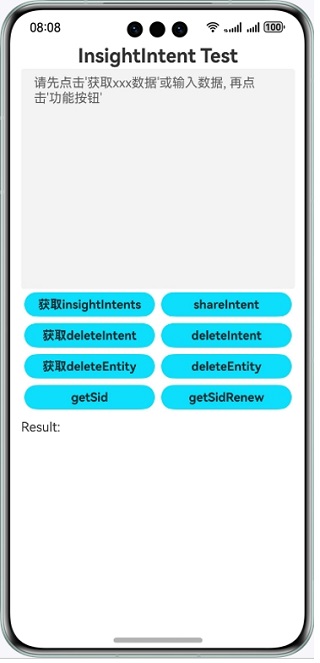 08:08
100
InsightIntent Test
请先点击'获取xxx数据'或输入数据, 再点
击'功能按钮'
获取insightIntents
shareIntent
获取deleteIntent
deleteIntent
获取deleteEntity
deleteEntity
getSid
getSidRenew
Result: